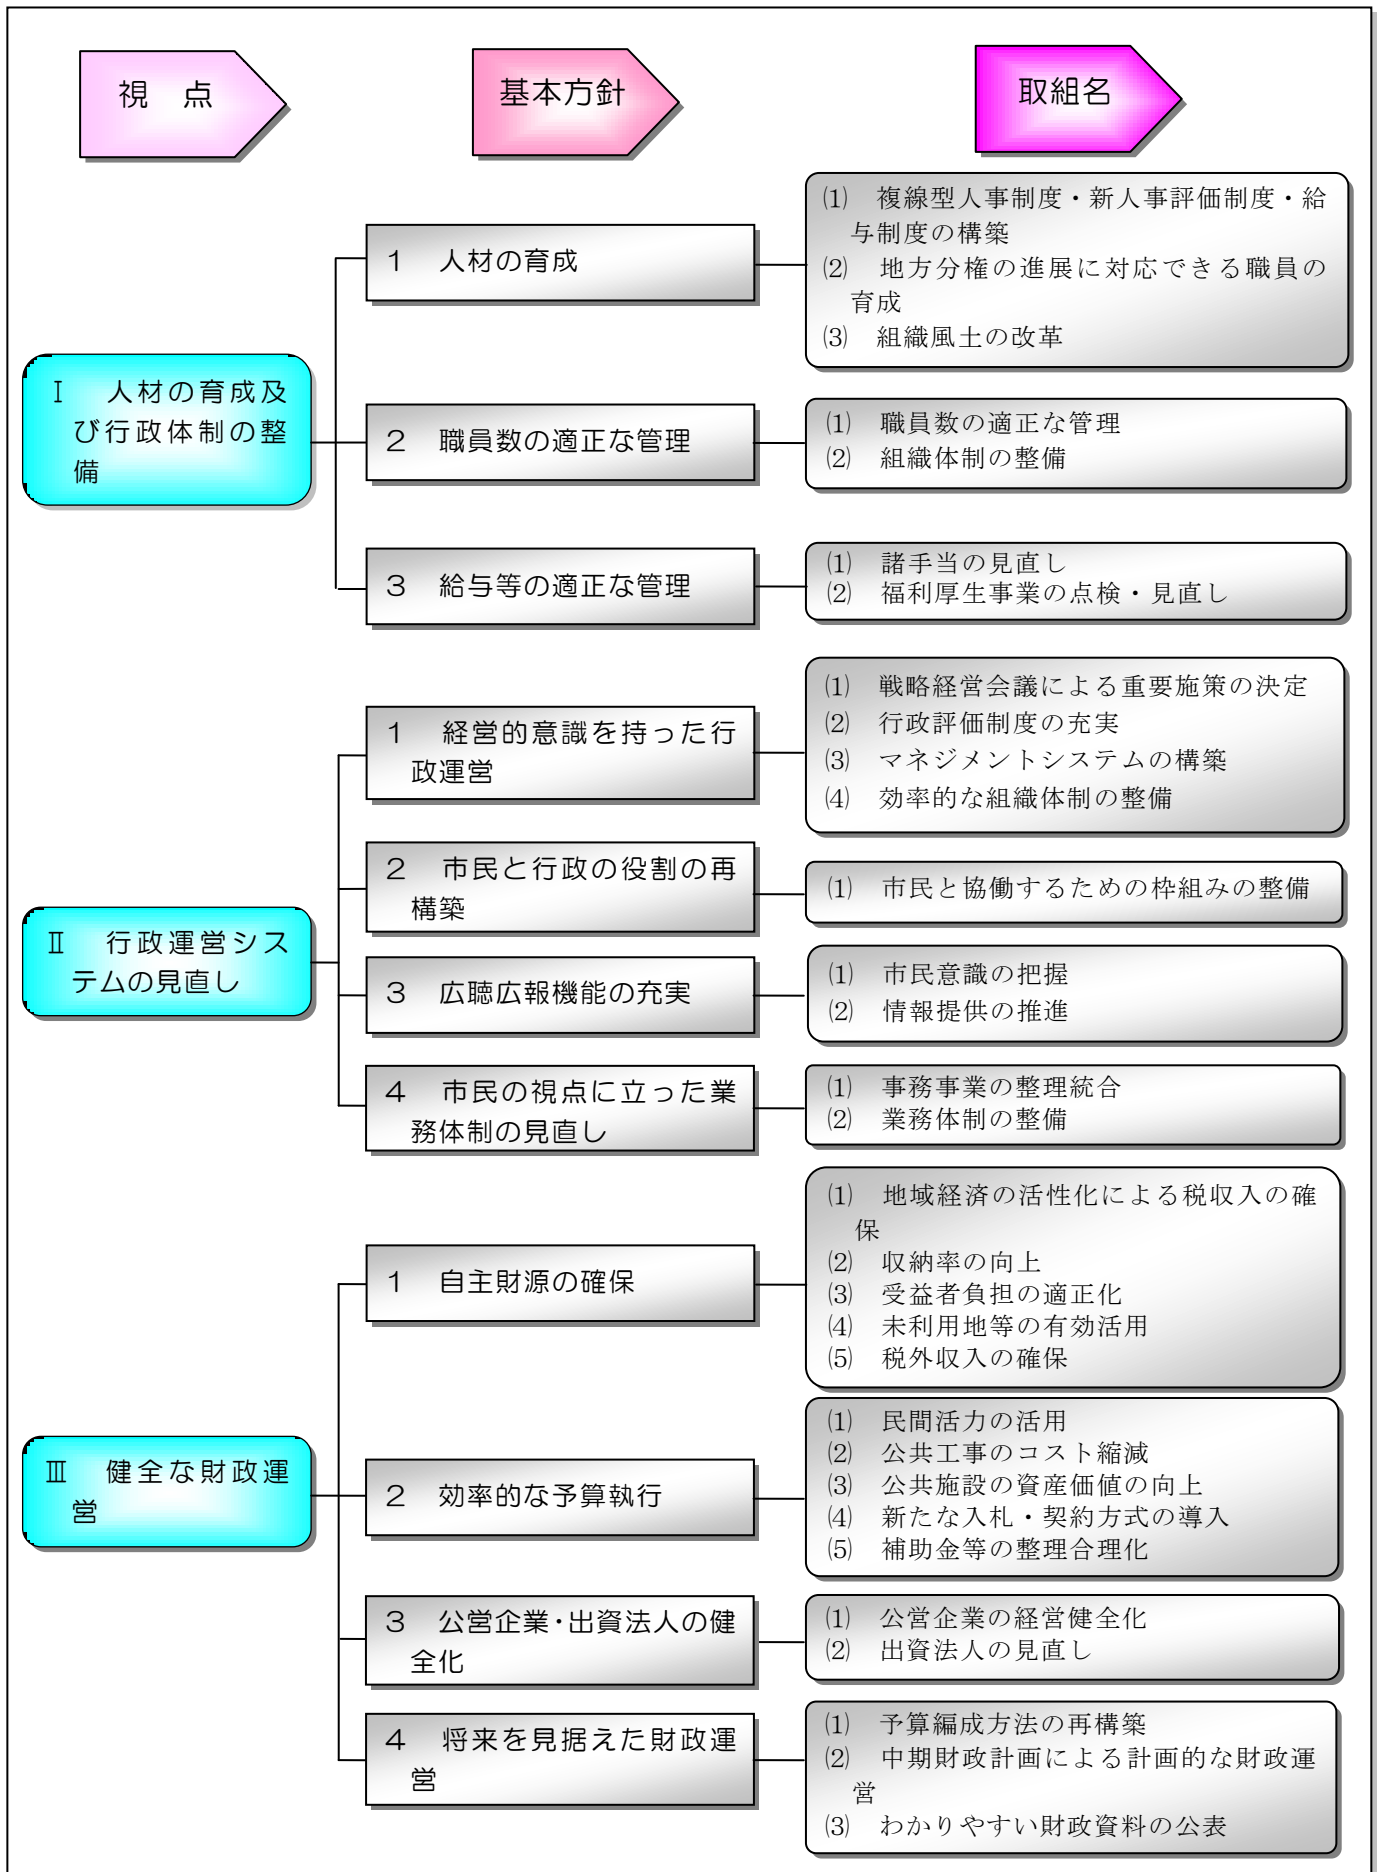 視　点
基本方針
取組名
Ⅰ　人材の育成及
び行政体制の整
備
1　人材の育成
⑴　複線型人事制度・新人事評価制度・給
与制度の構築
⑵　地方分権の進展に対応できる職員の
育成
⑶　組織風土の改革
2　職員数の適正な管理
⑴　職員数の適正な管理
⑵　組織体制の整備
3　給与等の適正な管理
⑴　諸手当の見直し
⑵　福利厚生事業の点検・見直し
Ⅱ　行政運営シス
テムの見直し
1　経営的意識を持った行
政運営
⑴　戦略経営会議による重要施策の決定
⑵　行政評価制度の充実
⑶　マネジメントシステムの構築
⑷　効率的な組織体制の整備
2　市民と行政の役割の再
構築
⑴　市民と協働するための枠組みの整備
3　広聴広報機能の充実
⑴　市民意識の把握
⑵　情報提供の推進
4　市民の視点に立った業
務体制の見直し
⑴　事務事業の整理統合
⑵　業務体制の整備
Ⅲ　健全な財政運
営
1　自主財源の確保
⑴　地域経済の活性化による税収入の確
保
⑵　収納率の向上
⑶　受益者負担の適正化
⑷　未利用地等の有効活用
⑸　税外収入の確保
2　効率的な予算執行
⑴　民間活力の活用
⑵　公共工事のコスト縮減
⑶　公共施設の資産価値の向上
⑷　新たな入札・契約方式の導入
⑸　補助金等の整理合理化
3　公営企業・出資法人の健
全化
⑴　公営企業の経営健全化
⑵　出資法人の見直し
4　将来を見据えた財政運
営
⑴　予算編成方法の再構築
⑵　中期財政計画による計画的な財政運
営
⑶　わかりやすい財政資料の公表